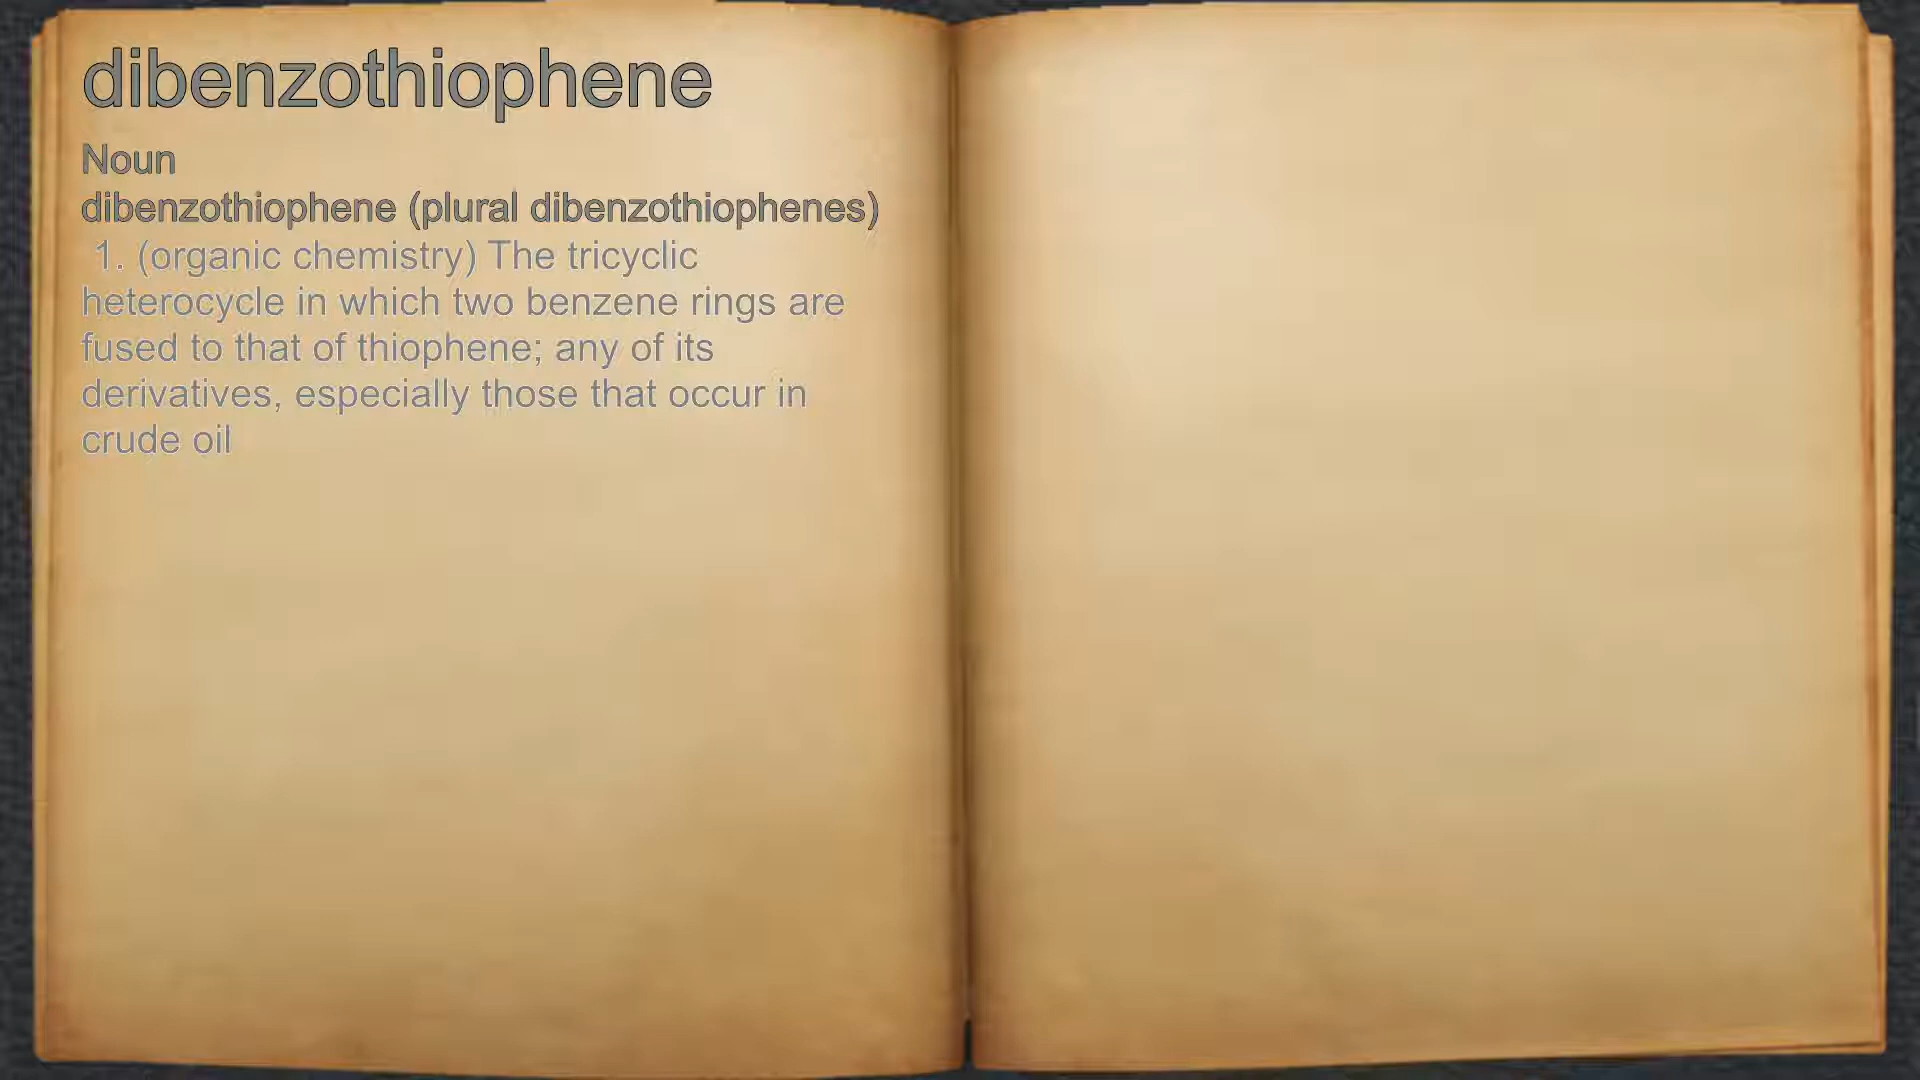 dibenzothiophene
Noun
dibenzothiophene (plural dibenzothiophenes)
1. (organic chemistry) The tricyclic
heterocycle in which two benzene rings are
fused to that of thiophene; any of its
derivatives, especially those that occur in
crude oil